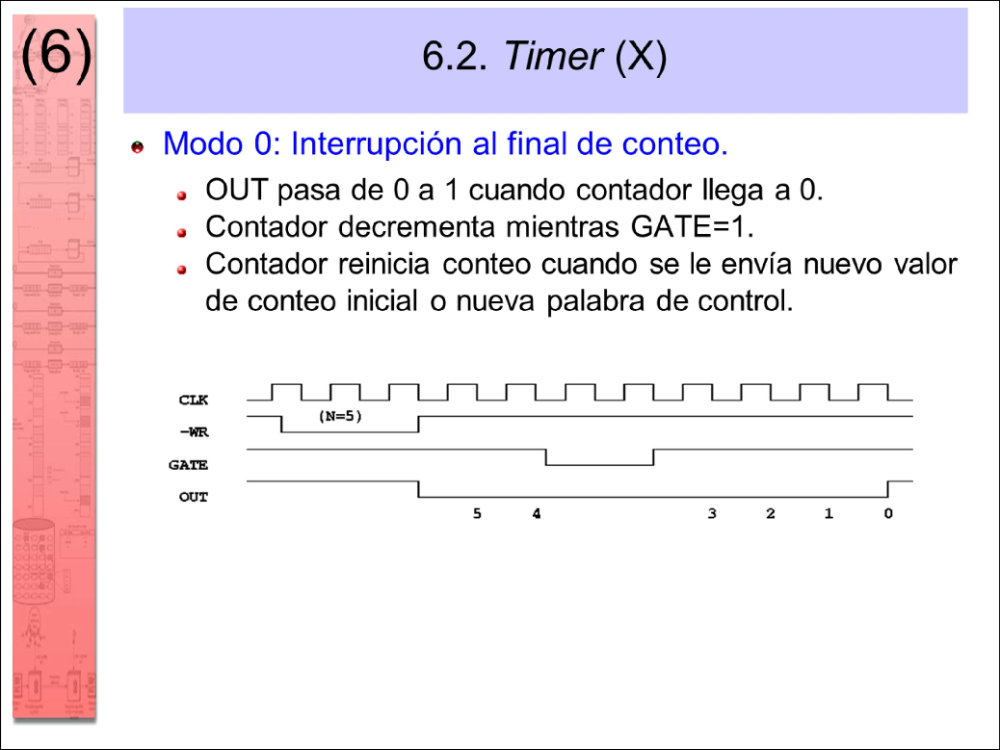 (6)
6.2. Timer (X)
Modo 0: Interrupción al final de conteo.
OUT pasa de 0 a 1 cuando contador llega a 0.
Contador decrementa mientras GATE=1.
Contador reinicia conteo cuando se le envía nuevo valor
de conteo inicial o nueva palabra de control.
CLK
(N=5)
-WR
GATE
OUT
5 4 3 2 1 0